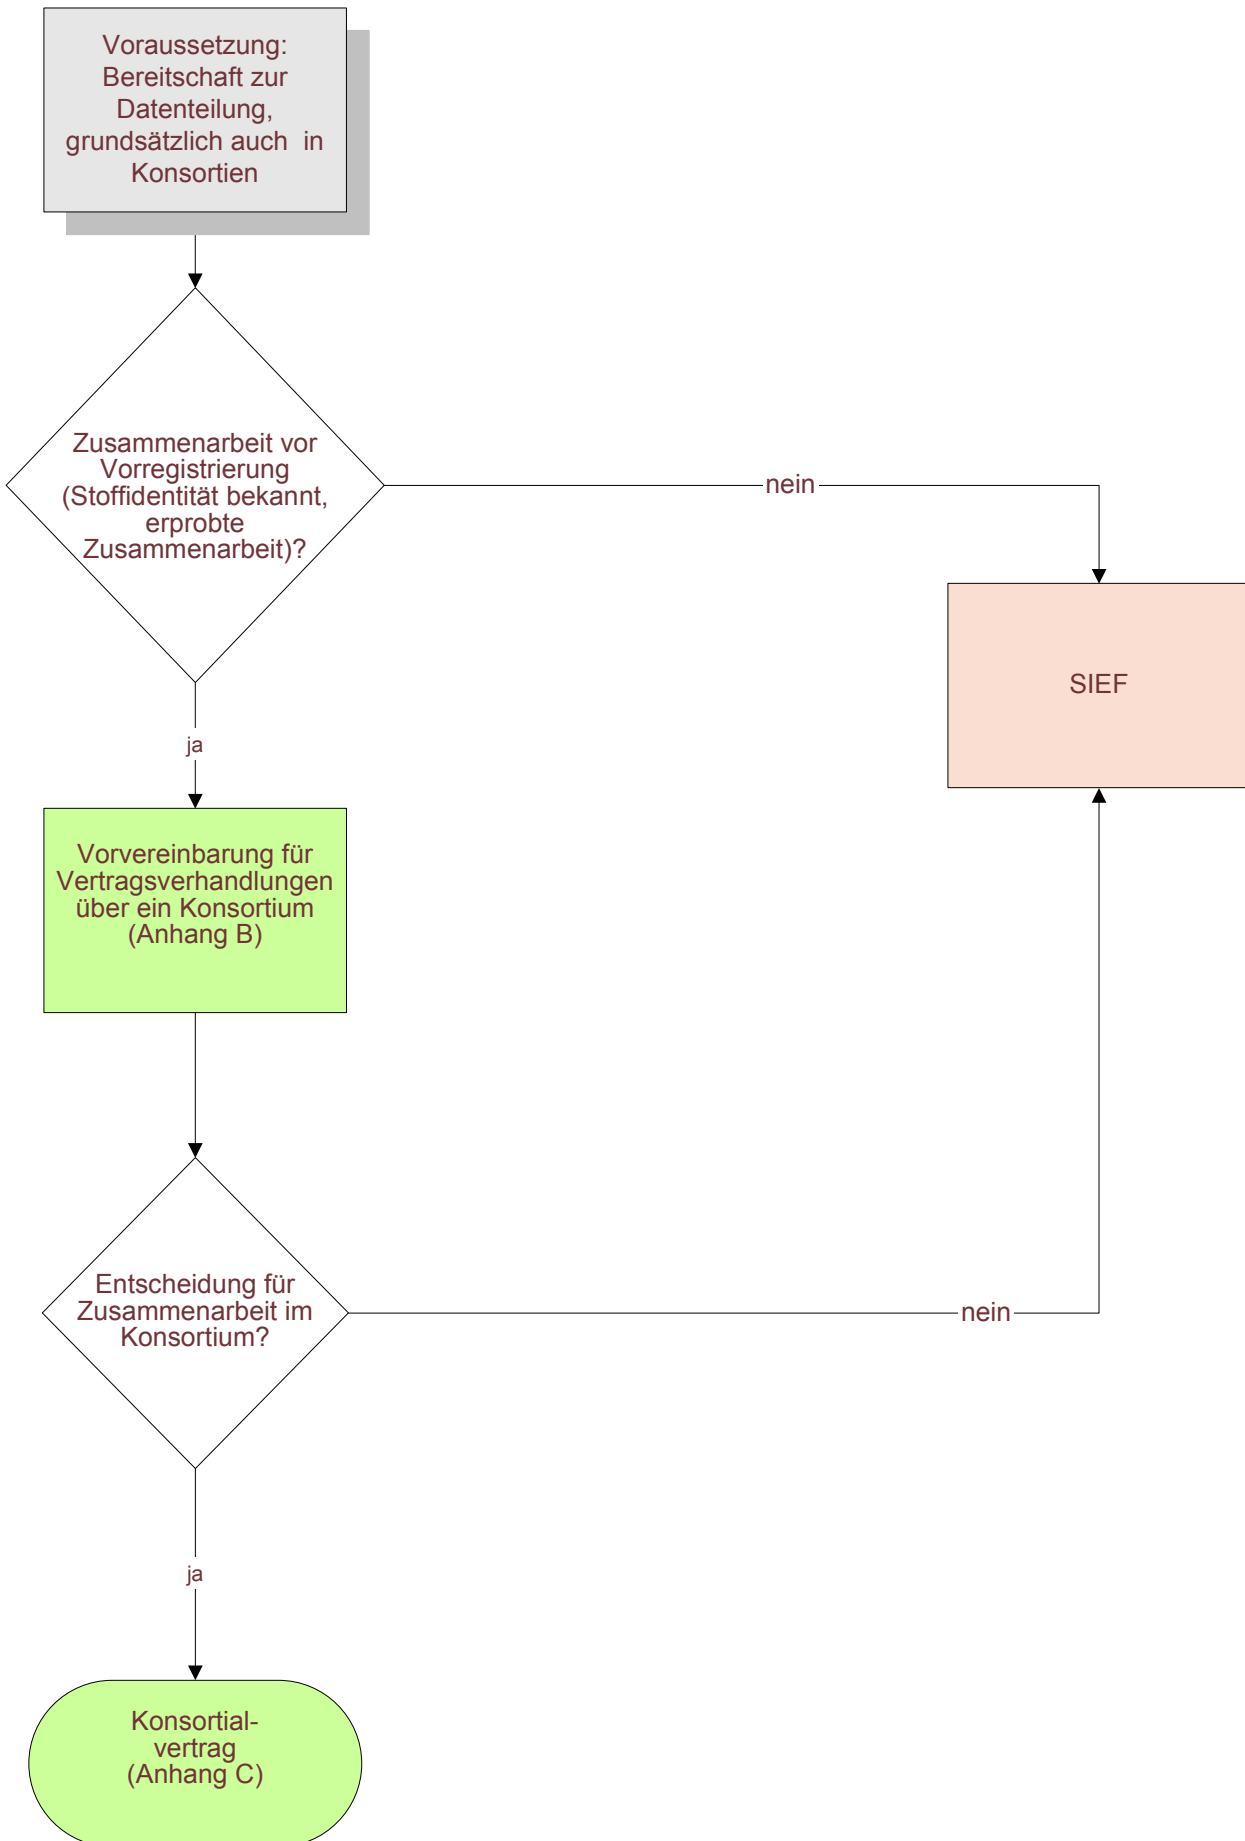 Voraussetzung:
Bereitschaft zur
Datenteilung,
grundsätzlich auch in
Konsortien
Zusammenarbeit vor
Vorregistrierung
(Stoffidentität bekannt,
erprobte
Zusammenarbeit)?
nein
SIEF
ja
Vorvereinbarung für
Vertragsverhandlungen
über ein Konsortium
(Anhang B)
Entscheidung für
Zusammenarbeit im
Konsortium?
nein
ja
Konsortial-
vertrag
(Anhang C)